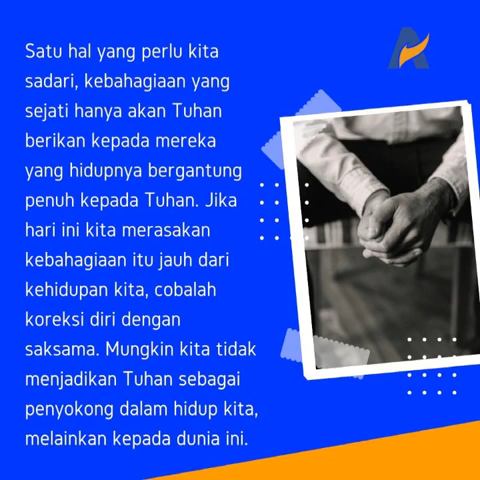 Satu hal yang perlu kita
sadari, kebahagiaan yang
sejati hanya akan Tuhan
berikan kepada mereka
yang hidupnya bergantung
penuh kepada Tuhan. Jika
hari ini kita merasakan
kebahagiaan itu jauh dari
kehidupan kita, cobalah
koreksi diri dengan
saksama. Mungkin kita tidak
menjadikan Tuhan sebagai
penyokong dalam hidup kita,
melainkan kepada dunia ini.